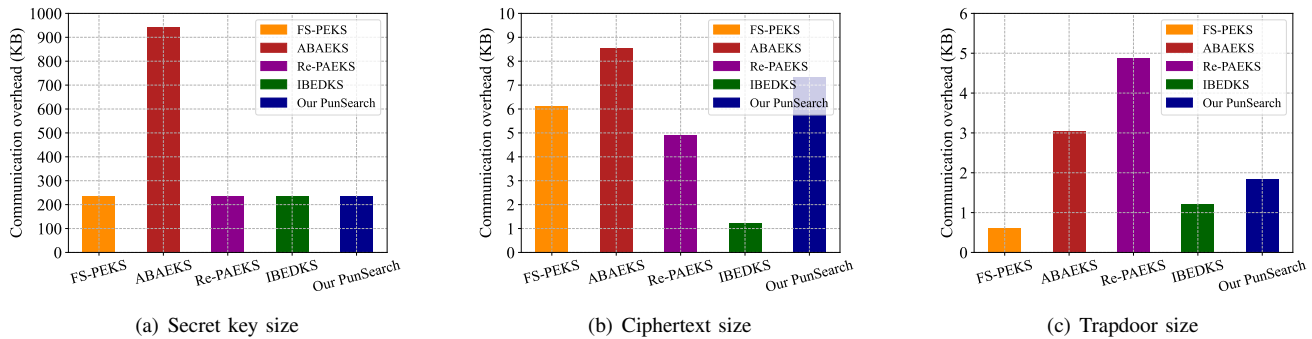 Communication overhead (KB)
1000
900
800
700
600
500
400
300
200
100
0
FS-PEKS
ABAEKS
Re-PAEKS
IBEDKS
Our PunSearch
FS-PEKS
ABAEKS
Re-PAEKS
IBEDKS
Our PunSearch
(a) Secret key size
Communication overhead (KB)
10
9
8
7
6
5
4
3
2
1
0
FS-PEKS
ABAEKS
Re-PAEKS
IBEDKS
Our PunSearch
FS-PEKS
ABAEKS
Re-PAEKS
IBEDKS
Our PunSearch
(b) Ciphertext size
Communication overhead (KB)
6
5
4
3
2
1
0
FS-PEKS
ABAEKS
Re-PAEKS
IBEDKS
Our PunSearch
FS-PEKS
ABAEKS
Re-PAEKS
IBEDKS
Our PunSearch
(c) Trapdoor size